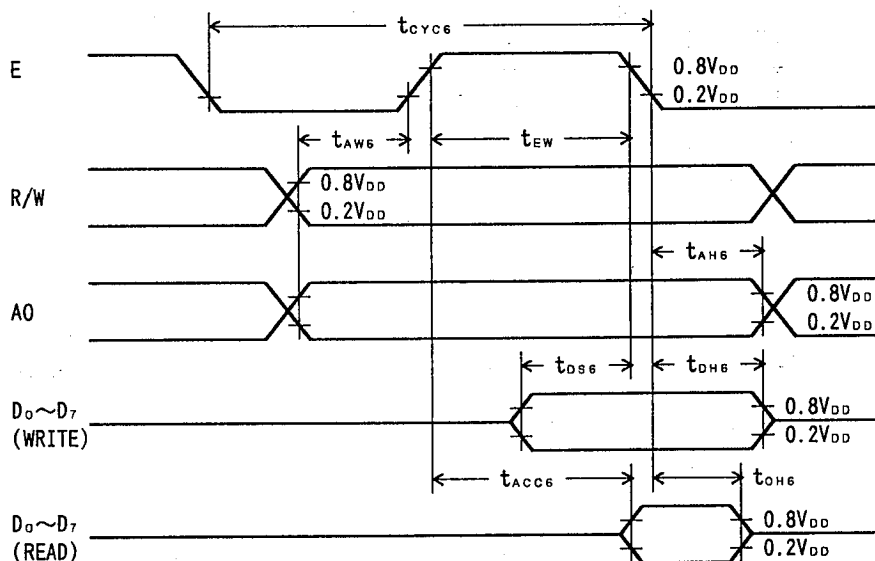 tCYC6
E
0.8VDD
0.2VDD
tAW6
tEW
R/W
0.8VDD
0.2VDD
tAH6
A0
0.8VDD
0.2VDD
tDS6
tDH6
D0~D7
(WRITE)
0.8VDD
0.2VDD
tACC6
tOH6
D0~D7
(READ)
0.8VDD
0.2VDD